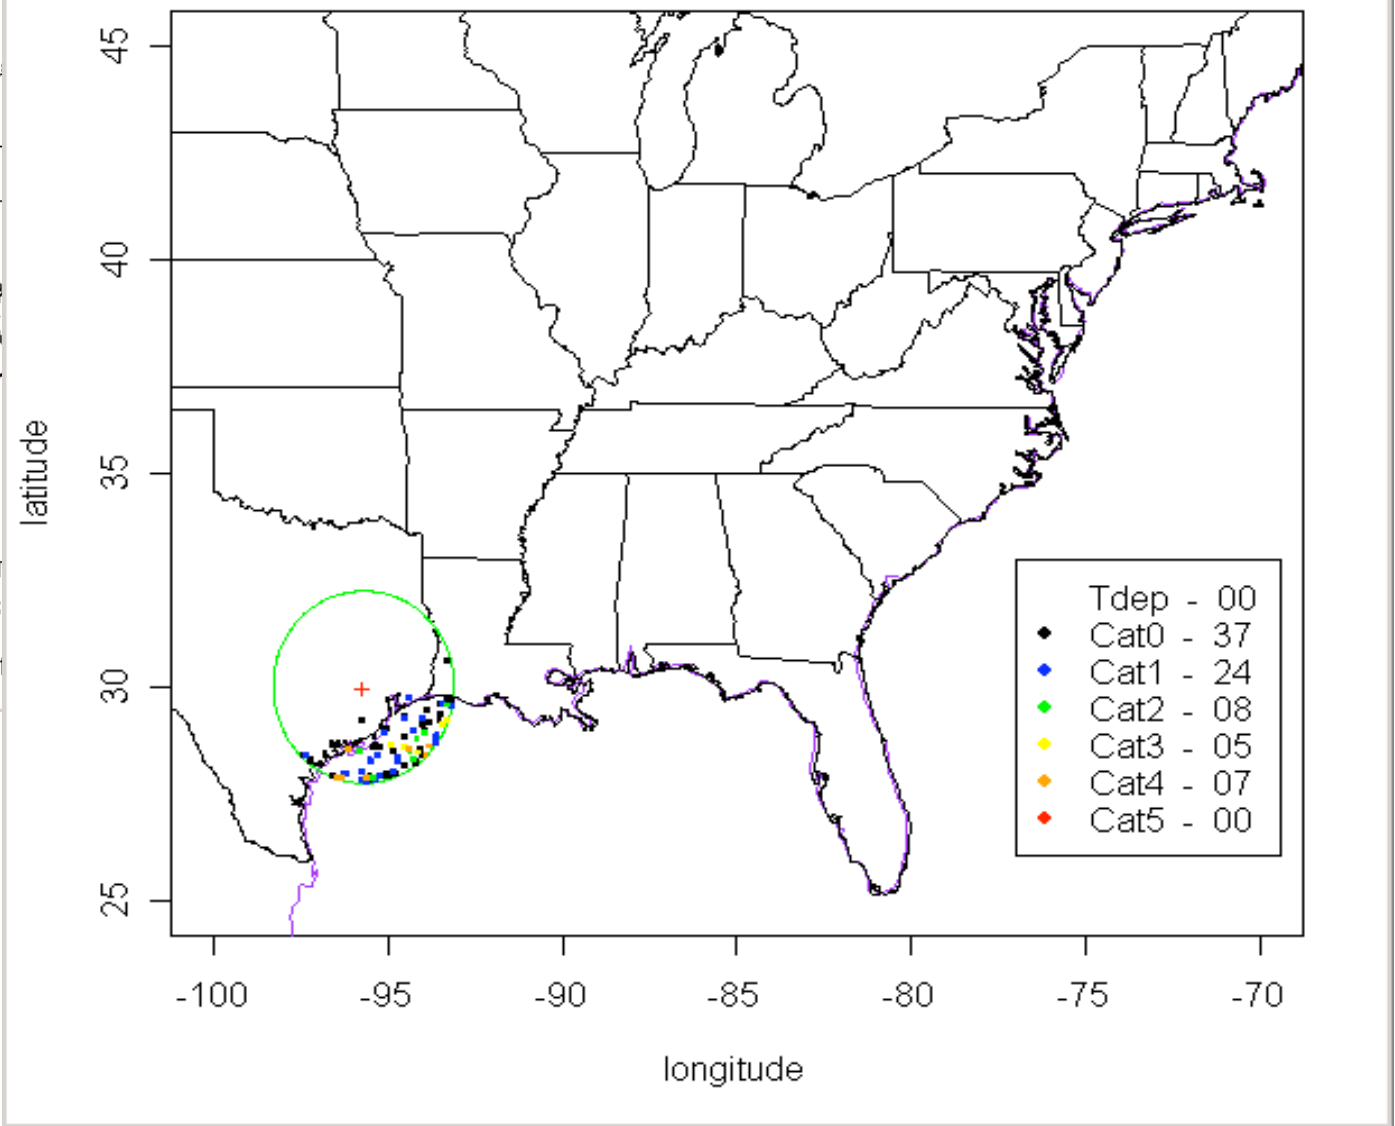 45
40
35
30
25
latitude
Tdep - 00
Cat0 - 37
Cat1 - 24
Cat2 - 08
Cat3 - 05
Cat4 - 07
Cat5 - 00
-100 -95 -90 -85 -80 -75 -70
longitude